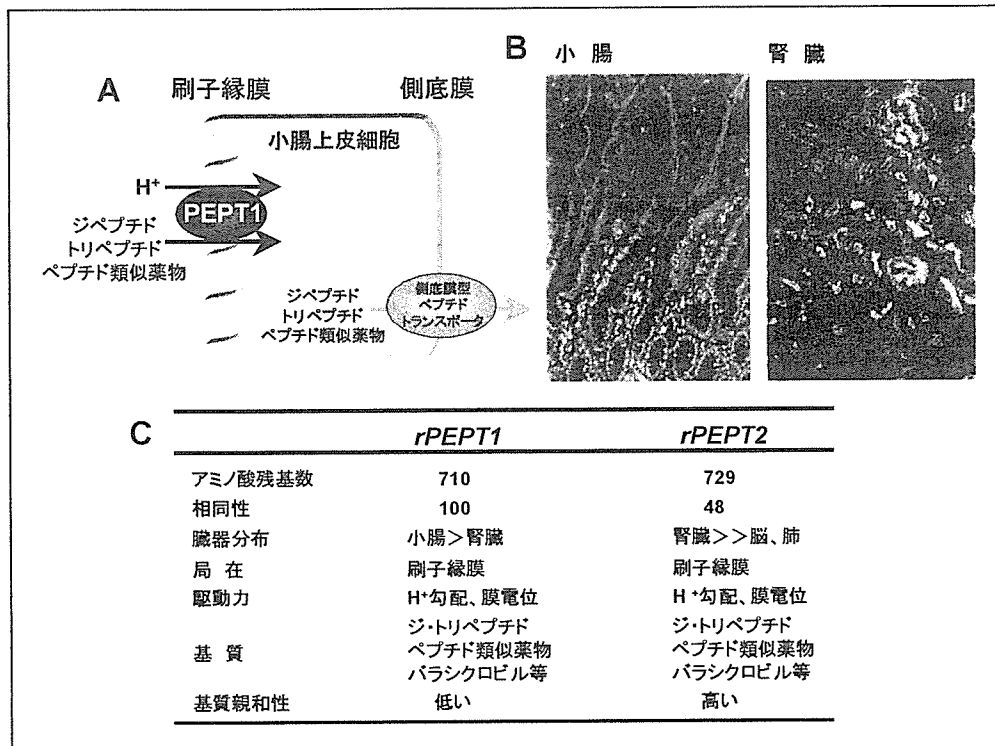 A
刷子縁膜
側底膜
小腸上皮細胞
H+
PEPT1
ジペプチド
トリペプチド
ペプチド類似薬物
ジペプチド
トリペプチド
ペプチド類似薬物
側底膜型
ペプチド
トランスポータ
B
小 腸
腎 臓
C
rPEPT1 rPEPT2
アミノ酸残基数 710 729
相同性 100 48
臓器分布 小腸>腎臓 腎臓>>脳、肺
局 在 刷子縁膜 刷子縁膜
駆動力 H+勾配、膜電位 H+勾配、膜電位
ジ・トリペプチド ジ・トリペプチド
基 質 ペプチド類似薬物 ペプチド類似薬物
バラシクロビル等 バラシクロビル等
基質親和性 低い 高い